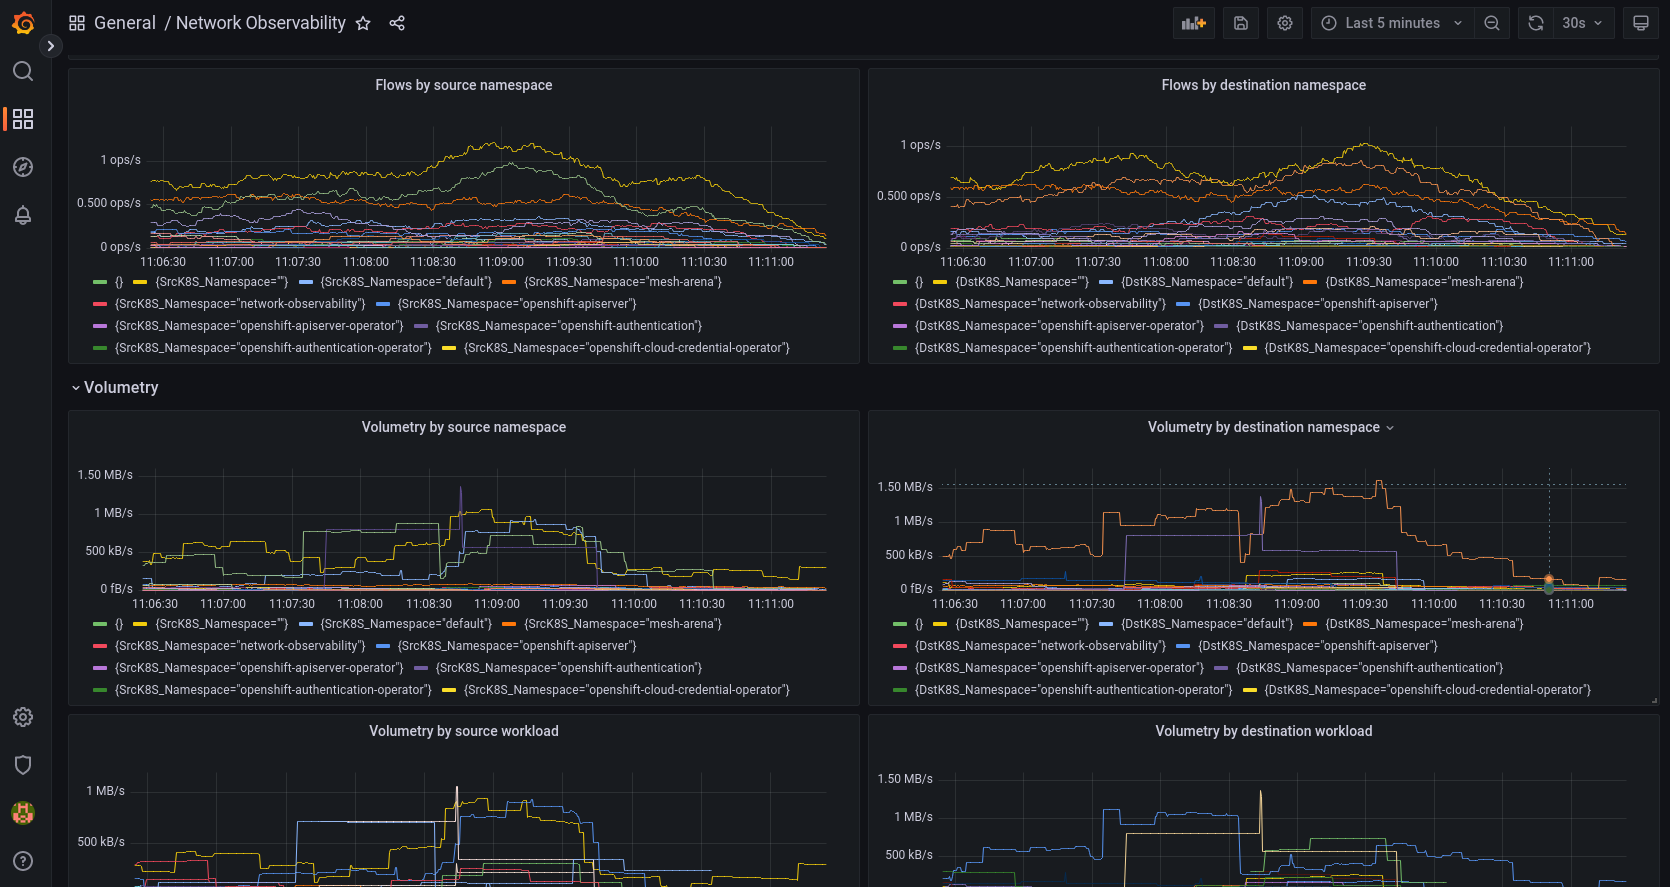 General / Network Observability
Last 5 minutes
30s
Flows by source namespace
1 ops/s
0.500 ops/s
0 ops/s
11:06:30 11:07:00 11:07:30 11:08:00 11:08:30 11:09:00 11:09:30 11:10:00 11:10:30 11:11:00
{} {SrcK8S_Namespace=""} {SrcK8S_Namespace="default"} {SrcK8S_Namespace="mesh-arena"}
{SrcK8S_Namespace="network-observability"} {SrcK8S_Namespace="openshift-apiserver"}
{SrcK8S_Namespace="openshift-apiserver-operator"} {SrcK8S_Namespace="openshift-authentication"}
{SrcK8S_Namespace="openshift-authentication-operator"} {SrcK8S_Namespace="openshift-cloud-credential-operator"}
Flows by destination namespace
1 ops/s
0.500 ops/s
0 ops/s
11:06:30 11:07:00 11:07:30 11:08:00 11:08:30 11:09:00 11:09:30 11:10:00 11:10:30 11:11:00
{} {DstK8S_Namespace=""} {DstK8S_Namespace="default"} {DstK8S_Namespace="mesh-arena"}
{DstK8S_Namespace="network-observability"} {DstK8S_Namespace="openshift-apiserver"}
{DstK8S_Namespace="openshift-apiserver-operator"} {DstK8S_Namespace="openshift-authentication"}
{DstK8S_Namespace="openshift-authentication-operator"} {DstK8S_Namespace="openshift-cloud-credential-operator"}
Volumetry
Volumetry by source namespace
1.50 MB/s
1 MB/s
500 kB/s
0 fB/s
11:06:30 11:07:00 11:07:30 11:08:00 11:08:30 11:09:00 11:09:30 11:10:00 11:10:30 11:11:00
{} {SrcK8S_Namespace=""} {SrcK8S_Namespace="default"} {SrcK8S_Namespace="mesh-arena"}
{SrcK8S_Namespace="network-observability"} {SrcK8S_Namespace="openshift-apiserver"}
{SrcK8S_Namespace="openshift-apiserver-operator"} {SrcK8S_Namespace="openshift-authentication"}
{SrcK8S_Namespace="openshift-authentication-operator"} {SrcK8S_Namespace="openshift-cloud-credential-operator"}
Volumetry by destination namespace
1.50 MB/s
1 MB/s
500 kB/s
0 fB/s
11:06:30 11:07:00 11:07:30 11:08:00 11:08:30 11:09:00 11:09:30 11:10:00 11:10:30 11:11:00
{} {DstK8S_Namespace=""} {DstK8S_Namespace="default"} {DstK8S_Namespace="mesh-arena"}
{DstK8S_Namespace="network-observability"} {DstK8S_Namespace="openshift-apiserver"}
{DstK8S_Namespace="openshift-apiserver-operator"} {DstK8S_Namespace="openshift-authentication"}
{DstK8S_Namespace="openshift-authentication-operator"} {DstK8S_Namespace="openshift-cloud-credential-operator"}
Volumetry by source workload
1 MB/s
500 kB/s
Volumetry by destination workload
1.50 MB/s
1 MB/s
500 kB/s